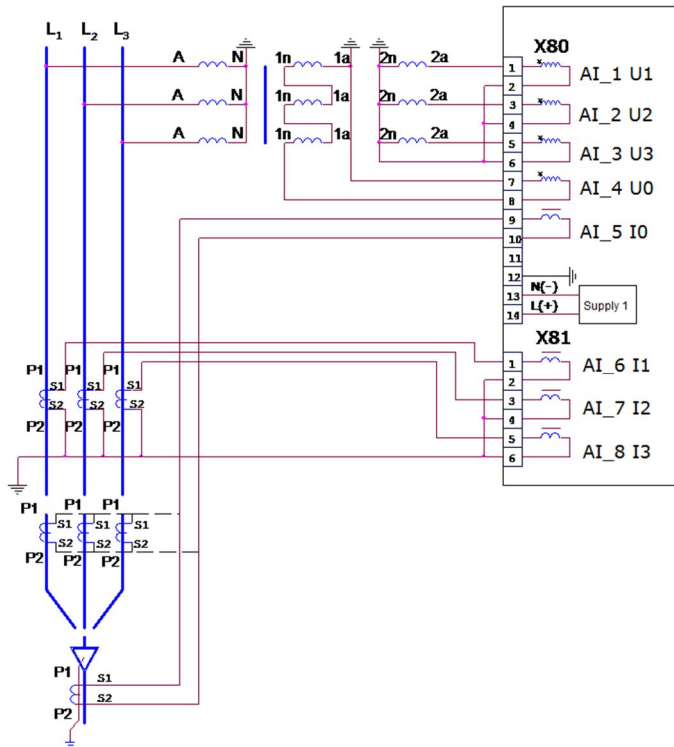 L1 L2 L3
X80
A N 1n 1a 2n 2a
1 AI_1 U1
2
A N 1n 1a 2n 2a
3 AI_2 U2
4
A N 1n 1a 2n 2a
5 AI_3 U3
6
7 AI_4 U0
8
9 AI_5 I0
10
11
12
N(-)
13 Supply 1
L(+)
14
X81
P1 P1 P1
1 AI_6 I1
2
S1 S1 S1
3 AI_7 I2
S2 S2 S2
4
P2 P2 P2
5 AI_8 I3
6
P1 P1 P1
S1 S1 S1
S2 S2 S2
P2 P2 P2
P1 S1
P2 S2